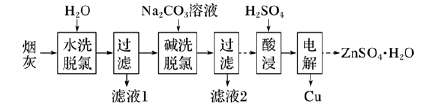 H₂O Na₂CO₃溶液 H₂SO₄
烟灰 水洗脱氯 过滤 碱洗脱氯 过滤 酸浸 电解 ZnSO₄·H₂O
滤液1 滤液2 Cu